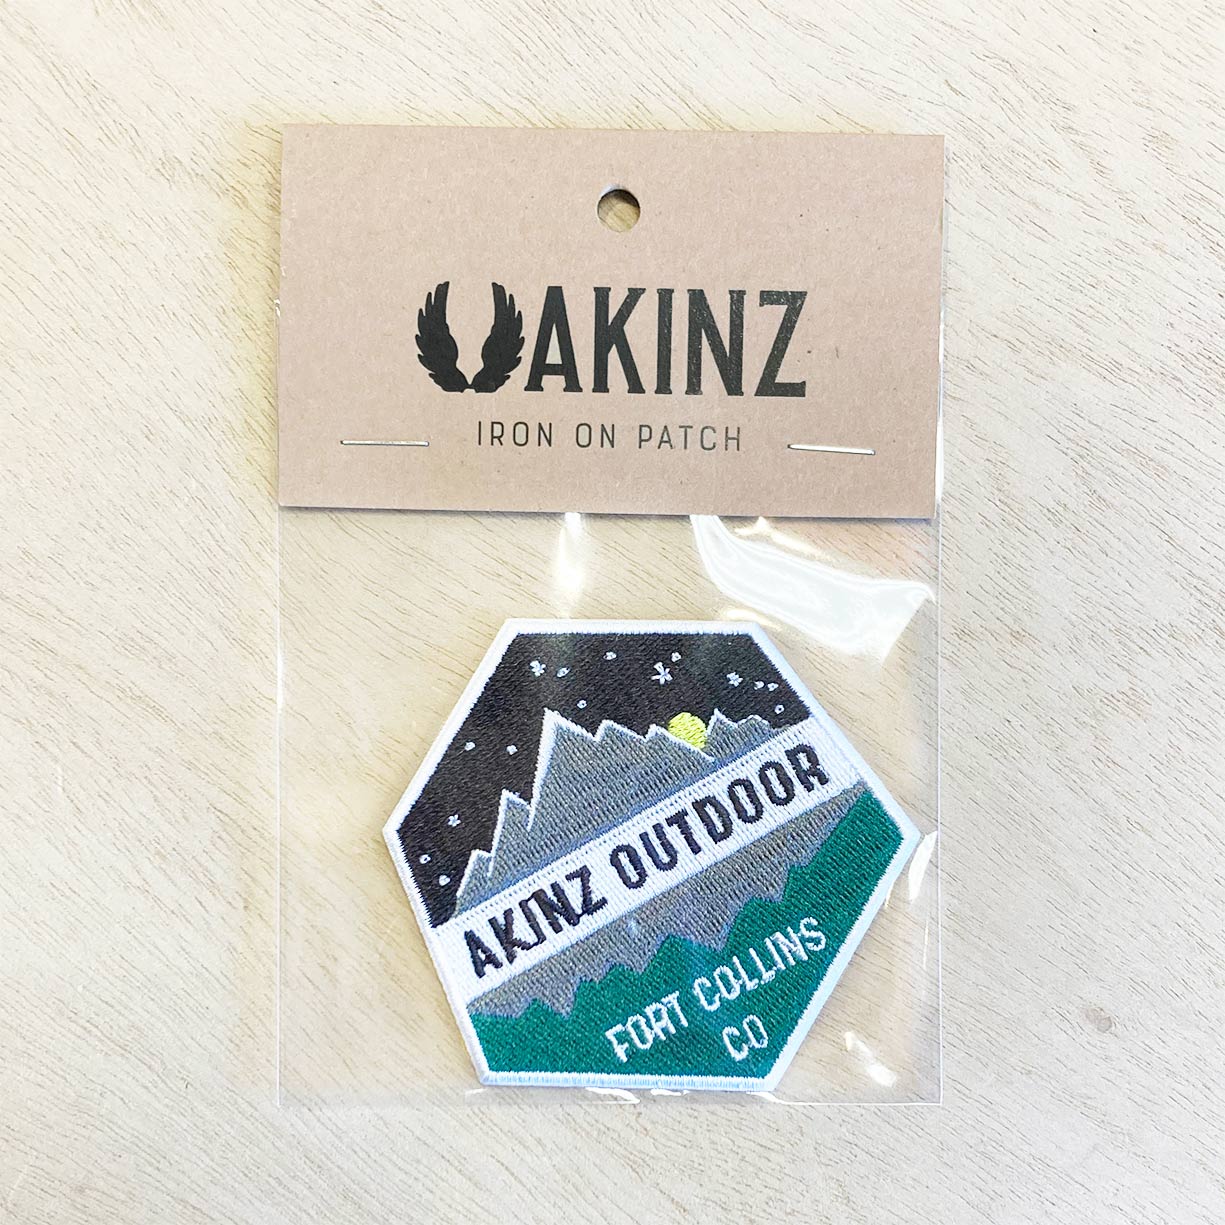 AKINZ
IRON ON PATCH
AKINZ OUTDOOR
FORT COLLINS
CO